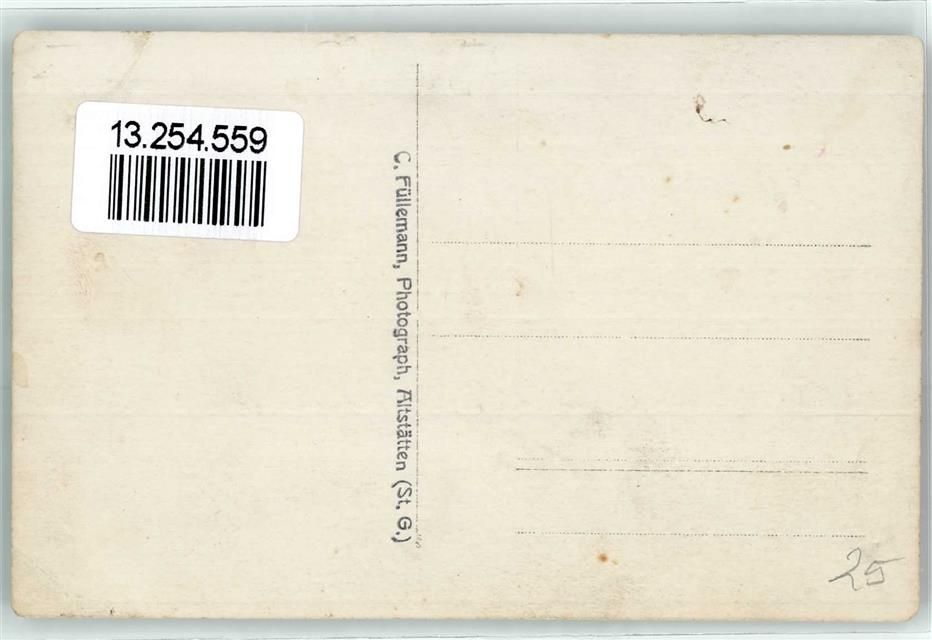 13.254.559
C. Füllemann, Photograph, Altstätten (St. G.)
25